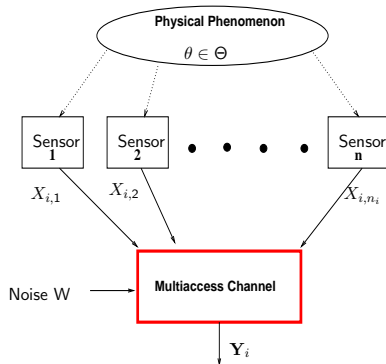 Physical Phenomenon
θ ∈ Θ
Sensor 1
Sensor 2
Sensor n
X_{i,1}
X_{i,2}
X_{i,n_i}
Noise W
Multiaccess Channel
Y_i